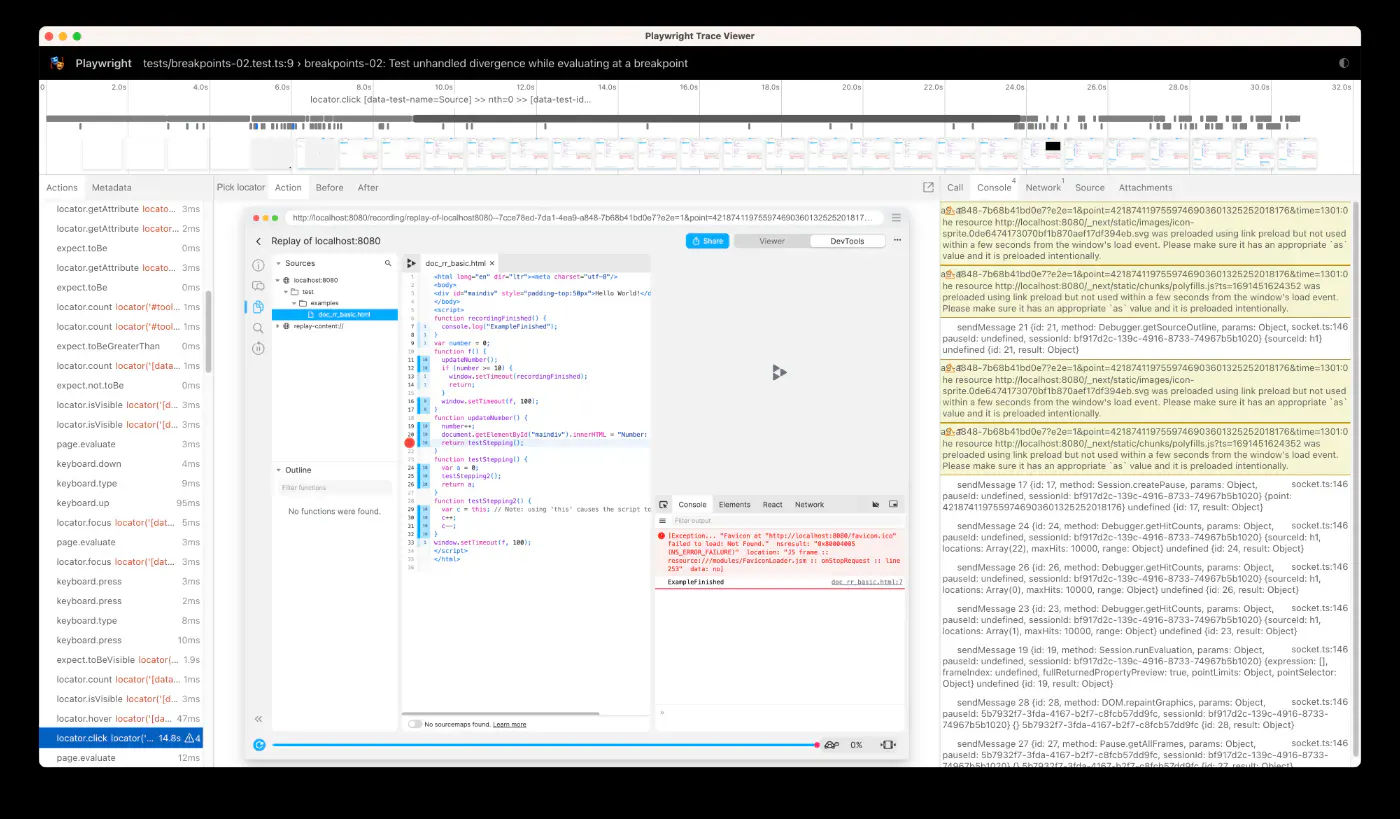 Playwright Trace Viewer
Playwright tests/breakpoints-02.test.ts:9 › breakpoints-02: Test unhandled divergence while evaluating at a breakpoint
0 2.0s 4.0s 6.0s 8.0s 10.0s 12.0s 14.0s 16.0s 18.0s 20.0s 22.0s 24.0s 26.0s 28.0s 30.0s 32.0s
locator.click [data-test-name=Source] >> nth=0 >> [data-test-id...
Actions Metadata
locator.getAttribute locato... 3ms
locator.getAttribute locato... 2ms
expect.toBe 2ms
locator.getAttribute locato... 3ms
expect.toBe 0ms
locator.count locator('#tool... 1ms
locator.count locator('#tool... 1ms
expect.toBeGreaterThan 0ms
locator.count locator('[data... 1ms
expect.not.toBe 0ms
locator.isVisible locator('[d... 3ms
locator.isVisible locator('[d... 3ms
page.evaluate 3ms
keyboard.down 4ms
keyboard.type 9ms
keyboard.up 95ms
locator.focus locator('[dat... 5ms
page.evaluate 3ms
locator.focus locator('[dat... 3ms
keyboard.press 3ms
keyboard.press 2ms
keyboard.type 8ms
keyboard.press 10ms
expect.toBeVisible locator(... 1.9s
locator.count locator('[data... 1ms
locator.isVisible locator('[d... 3ms
locator.hover locator('[da... 47ms
locator.click locator('... 14.8s 4
page.evaluate 12ms
Pick locator Action Before After
http://localhost:8080/recording/replay-of-localhost8080--7cce78ed-7da1-4ea9-a848-7b68b41bd0e7?e2e=1&point=42187411975597469036013252520181​7...
Replay of localhost:8080
Share Viewer DevTools
Sources
localhost:8080
test
examples
doc_rr_basic.html
replay-content://
Outline
Filter functions
No functions were found.
doc_rr_basic.html ×
<html lang="en" dir="ltr"><meta charset="utf-8"/>
<body>
<div id="maindiv" style="padding-top:50px">Hello World!</d
</body>
<script>
function recordingFinished() {
console.log("ExampleFinished");
}
var number = 0;
function f() {
updateNumber();
if (number >= 10) {
window.setTimeout(recordingFinished);
return;
}
window.setTimeout(f, 100);
}
function updateNumber() {
number++;
document.getElementById("maindiv").innerHTML = "Number:
return testStepping();
}
function testStepping() {
var a = 0;
testStepping2();
return a;
}
function testStepping2() {
var c = this; // Note: using 'this' causes the script to
c++;
c--;
}
window.setTimeout(f, 100);
</script>
</html>
No sourcemaps found. Learn more
Console Elements React Network
Filter output
[Exception... "Favicon at "http://localhost:8080/favicon.ico"
failed to load: Not Found." nsresult: "0x80004005
(NS_ERROR_FAILURE)" location: "JS frame ::
resource:///modules/FaviconLoader.jsm :: onStopRequest :: line
253" data: no]
ExampleFinished doc_rr_basic.html:7
0%
Call Console 4 Network 1 Source Attachments
a848-7b68b41bd0e7?e2e=1&point=4218741197559746903601325252018176&time=1301:0
he resource http://localhost:8080/_next/static/images/icon-
sprite.0de6474173070bf1b870aef17df394eb.svg was preloaded using link preload but not used
within a few seconds from the window's load event. Please make sure it has an appropriate `as`
value and it is preloaded intentionally.
a848-7b68b41bd0e7?e2e=1&point=4218741197559746903601325252018176&time=1301:0
he resource http://localhost:8080/_next/static/chunks/polyfills.js?ts=1691451624352 was
preloaded using link preload but not used within a few seconds from the window's load event.
Please make sure it has an appropriate `as` value and it is preloaded intentionally.
sendMessage 21 {id: 21, method: Debugger.getSourceOutline, params: Object, socket.ts:146
pauseId: undefined, sessionId: bf917d2c-139c-4916-8733-74967b5b1020} {sourceId: h1}
undefined {id: 21, result: Object}
a848-7b68b41bd0e7?e2e=1&point=4218741197559746903601325252018176&time=1301:0
he resource http://localhost:8080/_next/static/images/icon-
sprite.0de6474173070bf1b870aef17df394eb.svg was preloaded using link preload but not used
within a few seconds from the window's load event. Please make sure it has an appropriate `as`
value and it is preloaded intentionally.
a848-7b68b41bd0e7?e2e=1&point=4218741197559746903601325252018176&time=1301:0
he resource http://localhost:8080/_next/static/chunks/polyfills.js?ts=1691451624352 was
preloaded using link preload but not used within a few seconds from the window's load event.
Please make sure it has an appropriate `as` value and it is preloaded intentionally.
sendMessage 17 {id: 17, method: Session.createPause, params: Object, socket.ts:146
pauseId: undefined, sessionId: bf917d2c-139c-4916-8733-74967b5b1020} {point:
4218741197559746903601325252018176} undefined {id: 17, result: Object}
sendMessage 24 {id: 24, method: Debugger.getHitCounts, params: Object, socket.ts:146
pauseId: undefined, sessionId: bf917d2c-139c-4916-8733-74967b5b1020} {sourceId: h1,
locations: Array(22), maxHits: 10000, range: Object} undefined {id: 24, result: Object}
sendMessage 26 {id: 26, method: Debugger.getHitCounts, params: Object, socket.ts:146
pauseId: undefined, sessionId: bf917d2c-139c-4916-8733-74967b5b1020} {sourceId: h1,
locations: Array(0), maxHits: 10000, range: Object} undefined {id: 26, result: Object}
sendMessage 23 {id: 23, method: Debugger.getHitCounts, params: Object, socket.ts:146
pauseId: undefined, sessionId: bf917d2c-139c-4916-8733-74967b5b1020} {sourceId: h1,
locations: Array(1), maxHits: 10000, range: Object} undefined {id: 23, result: Object}
sendMessage 19 {id: 19, method: Session.runEvaluation, params: Object, socket.ts:146
pauseId: undefined, sessionId: bf917d2c-139c-4916-8733-74967b5b1020} {expression: [],
frameIndex: undefined, fullReturnedPropertyPreview: true, pointLimits: Object, pointSelector:
Object} undefined {id: 19, result: Object}
sendMessage 28 {id: 28, method: DOM.repaintGraphics, params: Object, socket.ts:146
pauseId: 5b7932f7-3fda-4167-b2f7-c8fcb57dd9fc, sessionId: bf917d2c-139c-4916-8733-
74967b5b1020} {} 5b7932f7-3fda-4167-b2f7-c8fcb57dd9fc {id: 28, result: Object}
sendMessage 27 {id: 27, method: Pause.getAllFrames, params: Object, socket.ts:146
pauseId: 5b7932f7-3fda-4167-b2f7-c8fcb57dd9fc, sessionId: bf917d2c-139c-4916-8733-
74967b5b1020} {} 5b7932f7-3fda-4167-b2f7-c8fcb57dd9fc {id: 27, result: Object}